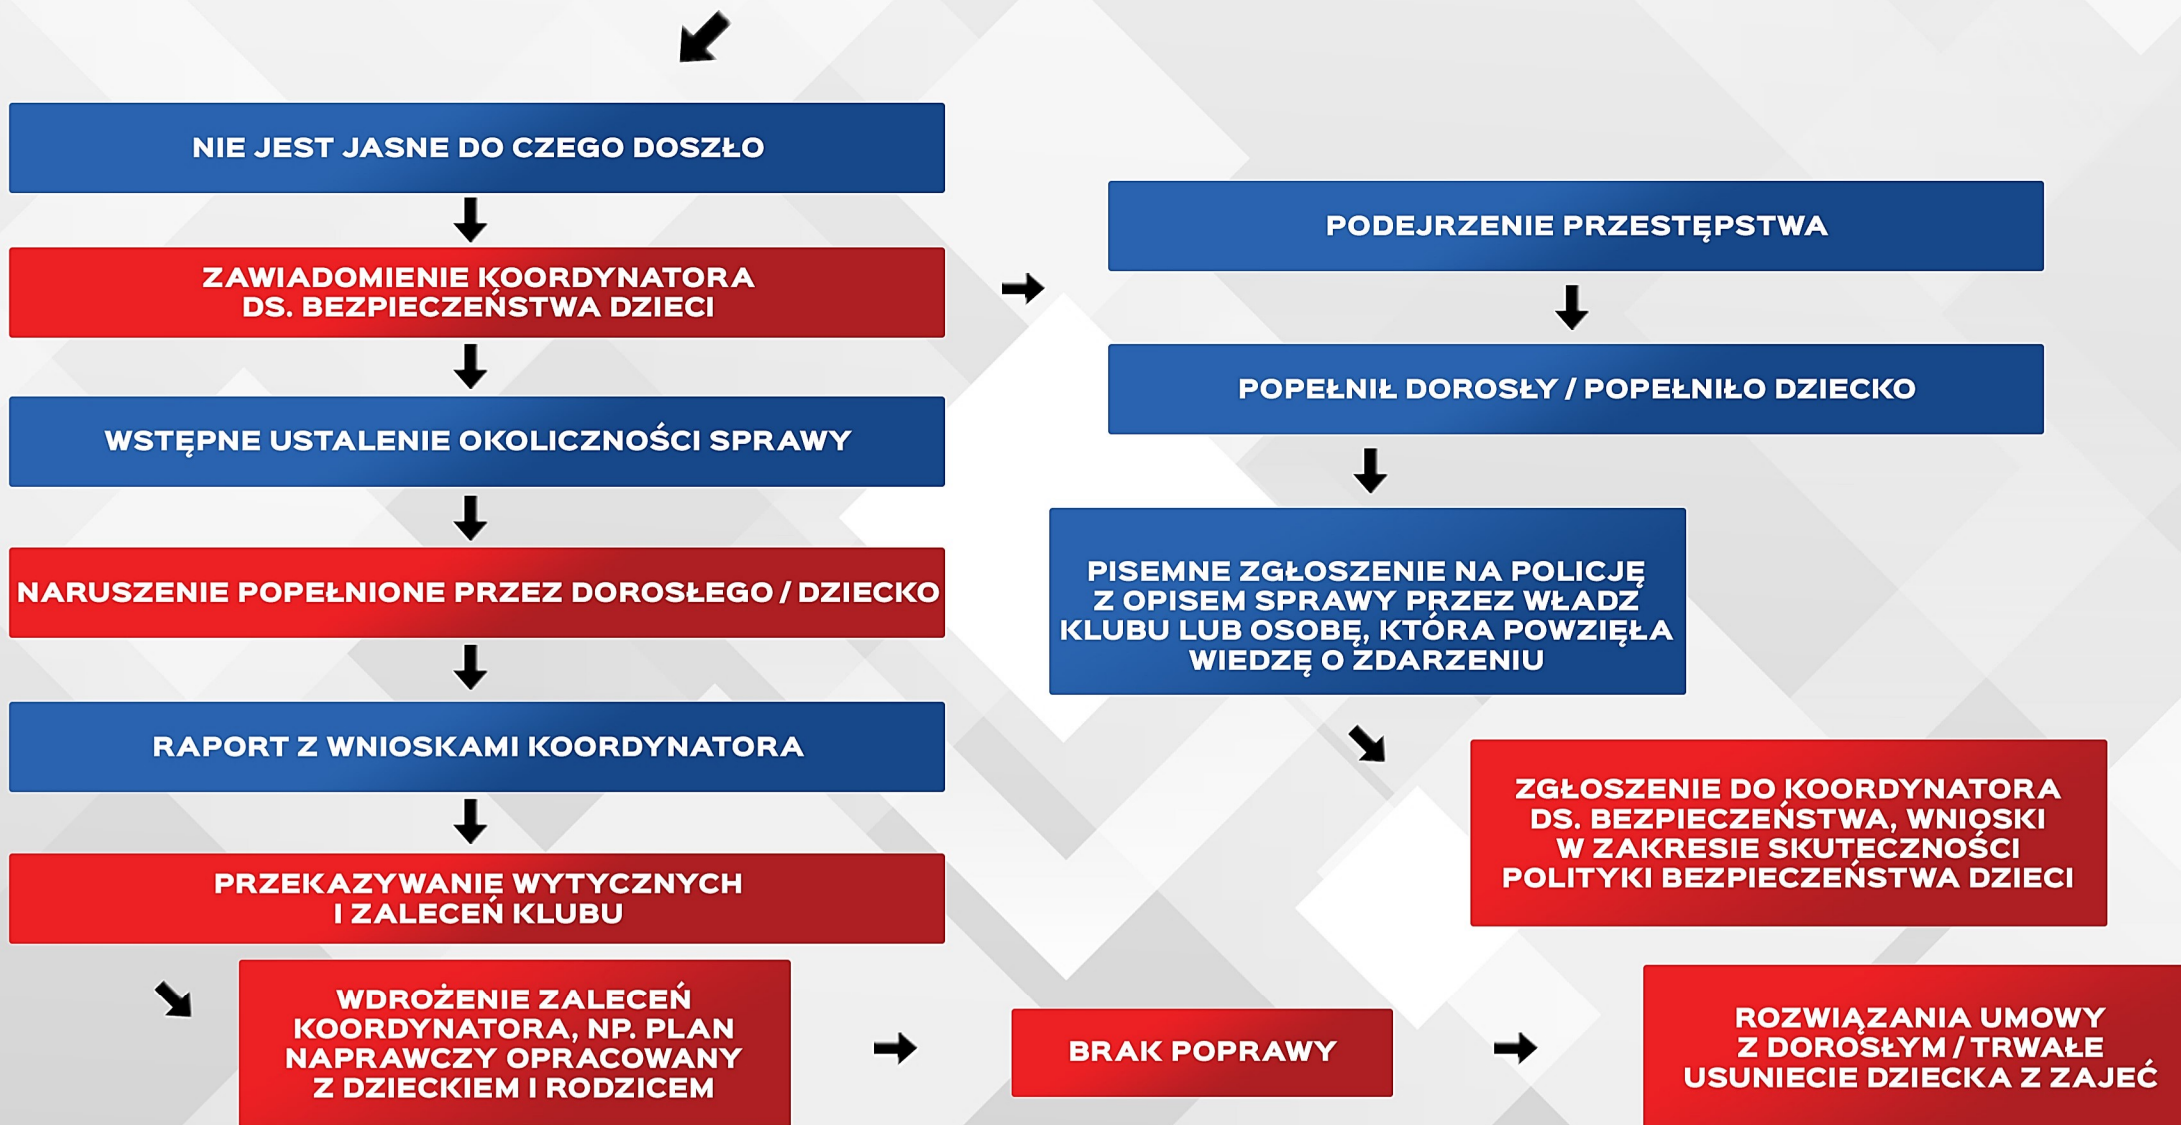 NIE JEST JASNE DO CZEGO DOSZŁO
ZAWIADOMIENIE KOORDYNATORA
DS. BEZPIECZEŃSTWA DZIECI
WSTĘPNE USTALENIE OKOLICZNOŚCI SPRAWY
NARUSZENIE POPEŁNIONE PRZEZ DOROSŁEGO / DZIECKO
RAPORT Z WNIOSKAMI KOORDYNATORA
PRZEKAZYWANIE WYTYCZNYCH
I ZALECEŃ KLUBU
WDROŻENIE ZALECEŃ
KOORDYNATORA, NP. PLAN
NAPRAWCZY OPRACOWANY
Z DZIECKIEM I RODZICEM
BRAK POPRAWY
ROZWIĄZANIA UMOWY
Z DOROSŁYM / TRWAŁE
USUNIECIE DZIECKA Z ZAJEĆ
PODEJRZENIE PRZESTĘPSTWA
POPEŁNIŁ DOROSŁY / POPEŁNIŁO DZIECKO
PISEMNE ZGŁOSZENIE NA POLICJĘ
Z OPISEM SPRAWY PRZEZ WŁADZ
KLUBU LUB OSOBĘ, KTÓRA POWZIĘŁA
WIEDZĘ O ZDARZENIU
ZGŁOSZENIE DO KOORDYNATORA
DS. BEZPIECZEŃSTWA, WNIOSKI
W ZAKRESIE SKUTECZNOŚCI
POLITYKI BEZPIECZEŃSTWA DZIECI